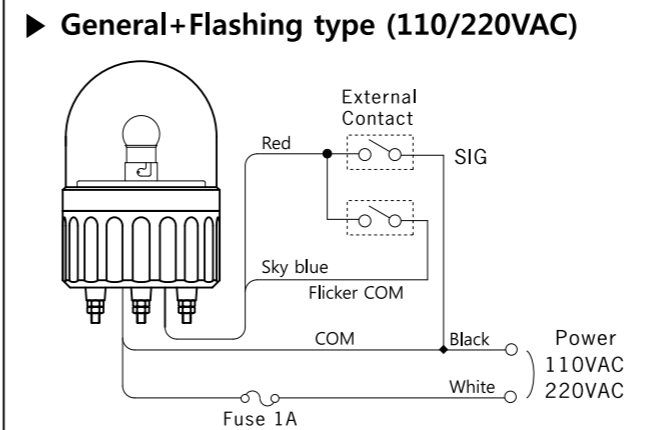 ▶ General+Flashing type (110/220VAC)
External
Contact
Red
SIG
Sky blue
Flicker COM
COM
Black
Power
110VAC
White
220VAC
Fuse 1A